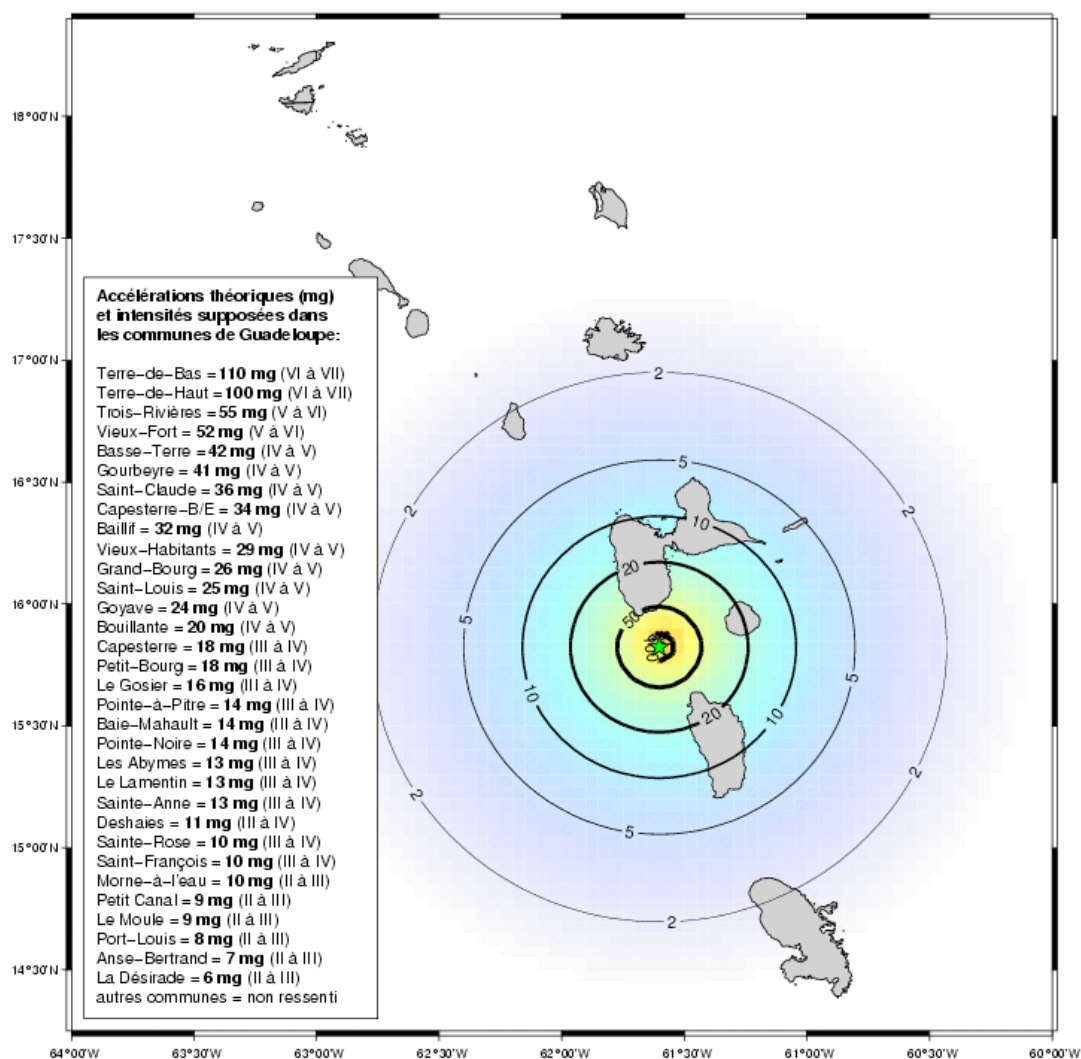 18°00'N
17°30'N
17°00'N
16°30'N
16°00'N
15°30'N
15°00'N
14°30'N
Accélérations théoriques (mg)
et intensités supposées dans
les communes de Guadeloupe:
Terre-de-Bas = 110 mg (VI à VII)
Terre-de-Haut = 100 mg (VI à VII)
Trois-Rivières = 55 mg (V à VI)
Vieux-Fort = 52 mg (V à VI)
Basse-Terre = 42 mg (IV à V)
Gourbeyre = 41 mg (IV à V)
Saint-Claude = 36 mg (IV à V)
Capesterre-B/E = 34 mg (IV à V)
Baillif = 32 mg (IV à V)
Vieux-Habitants = 29 mg (IV à V)
Grand-Bourg = 26 mg (IV à V)
Saint-Louis = 25 mg (IV à V)
Goyave = 24 mg (IV à V)
Bouillante = 20 mg (IV à V)
Capesterre = 18 mg (III à IV)
Petit-Bourg = 18 mg (III à IV)
Le Gosier = 16 mg (III à IV)
Pointe-à-Pitre = 14 mg (III à IV)
Baie-Mahault = 14 mg (III à IV)
Pointe-Noire = 14 mg (III à IV)
Les Abymes = 13 mg (III à IV)
Le Lamentin = 13 mg (III à IV)
Sainte-Anne = 13 mg (III à IV)
Deshaies = 11 mg (III à IV)
Sainte-Rose = 10 mg (III à IV)
Saint-François = 10 mg (III à IV)
Morne-à-l'eau = 10 mg (II à III)
Petit Canal = 9 mg (II à III)
Le Moule = 9 mg (II à III)
Port-Louis = 8 mg (II à III)
Anse-Bertrand = 7 mg (II à III)
La Désirade = 6 mg (II à III)
autres communes = non ressenti
2
5
2
10
2
20
5
50
5
10
20
10
2
2
5
2
64°00'W
63°30'W
63°00'W
62°30'W
62°00'W
61°30'W
61°00'W
60°30'W
60°00'W